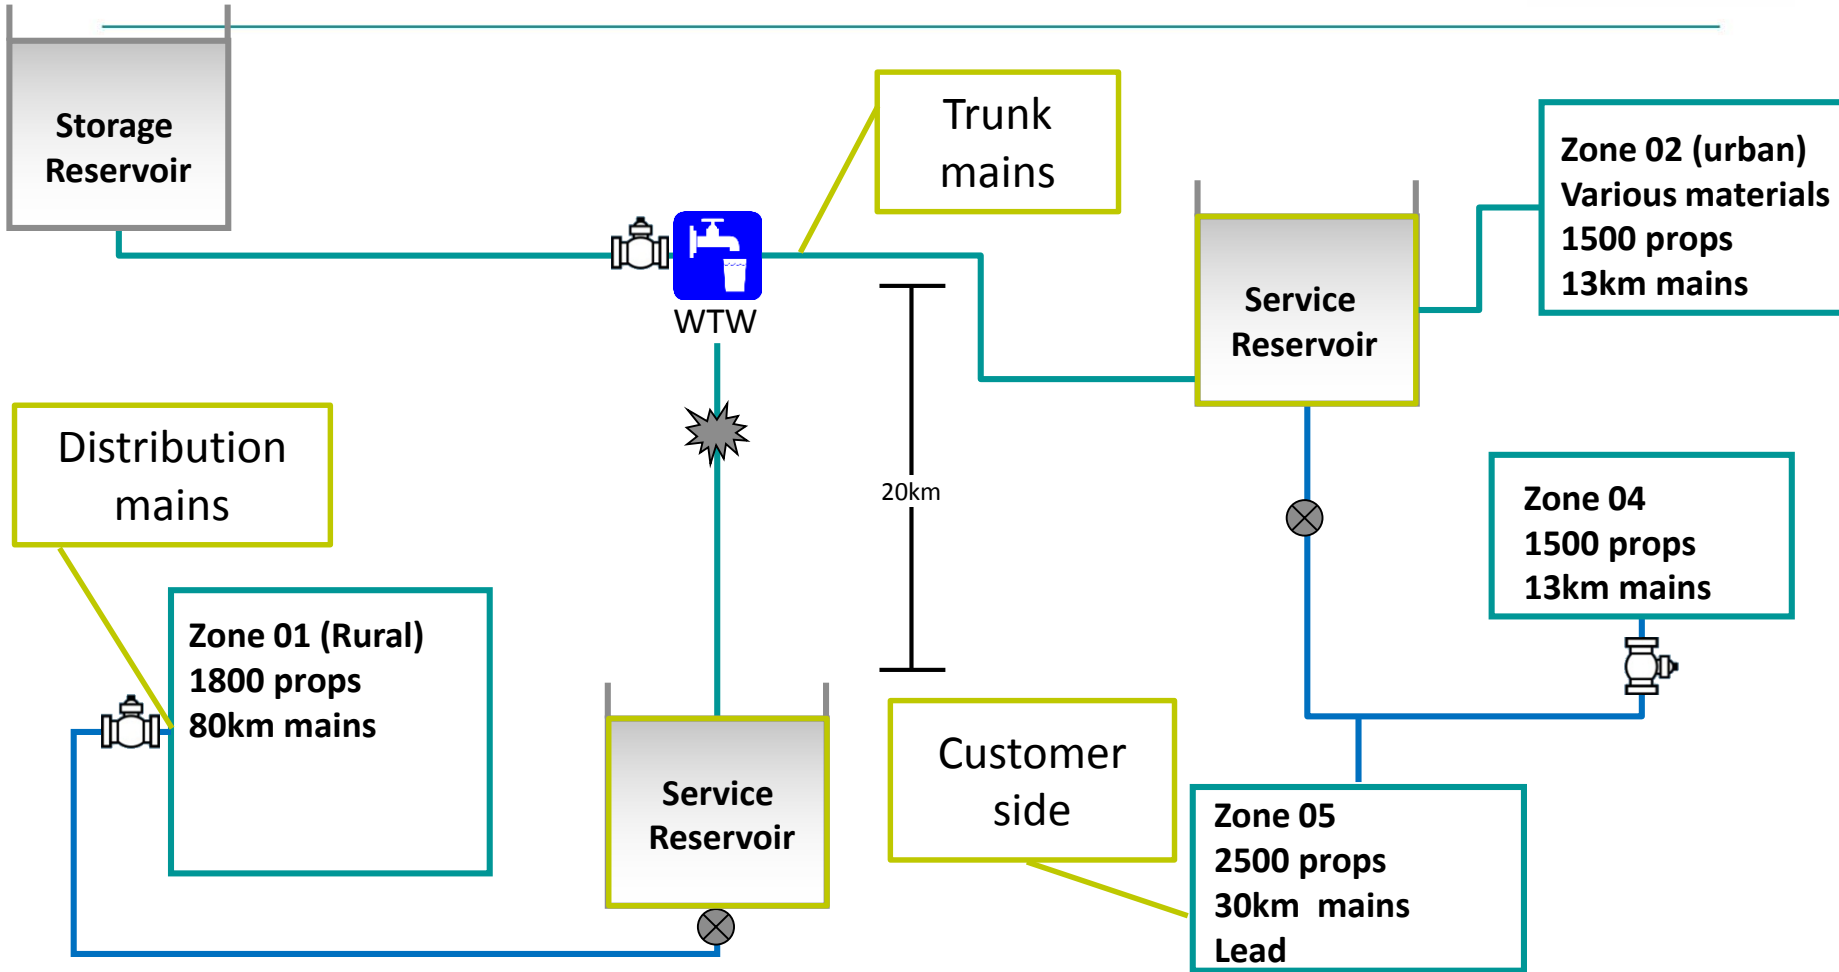 Storage
Reservoir
Trunk
mains
Zone 02 (urban)
Various materials
1500 props
13km mains
WTW
Service
Reservoir
Distribution
mains
20km
Zone 04
1500 props
13km mains
Zone 01 (Rural)
1800 props
80km mains
Service
Reservoir
Customer
side
Zone 05
2500 props
30km mains
Lead